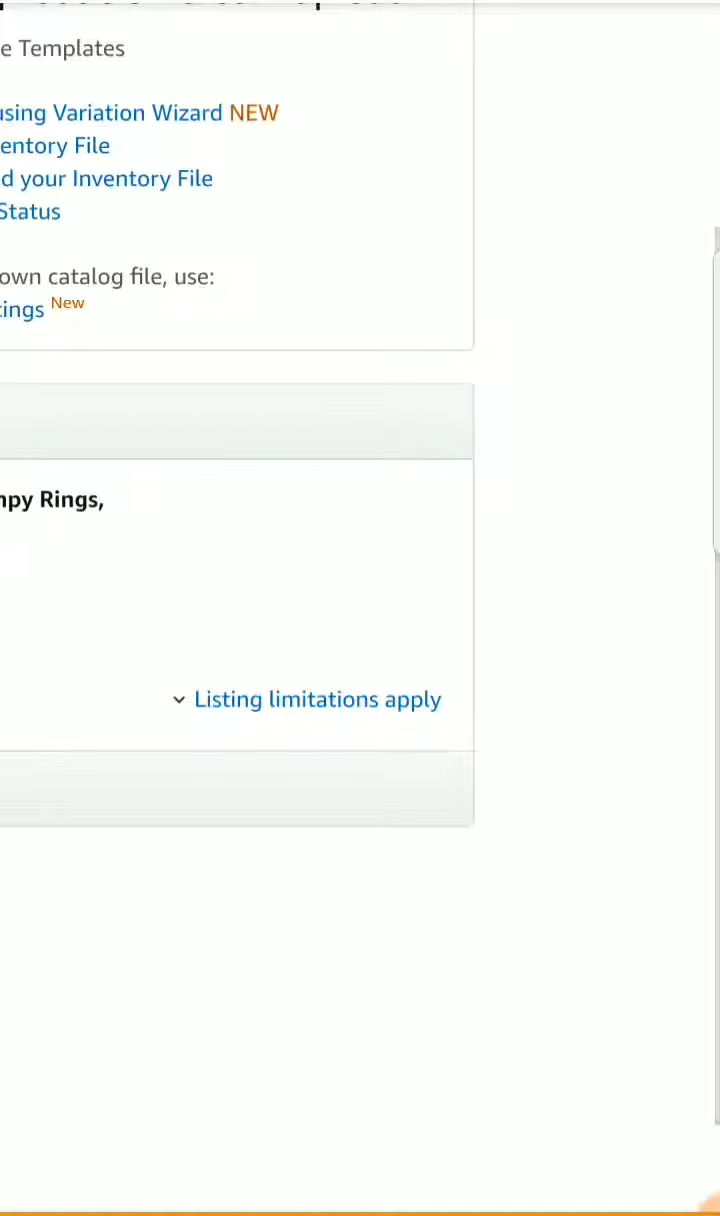 e Templates
using Variation Wizard NEW
entory File
d your Inventory File
Status
own catalog file, use:
tings New
mpy Rings,
Listing limitations apply